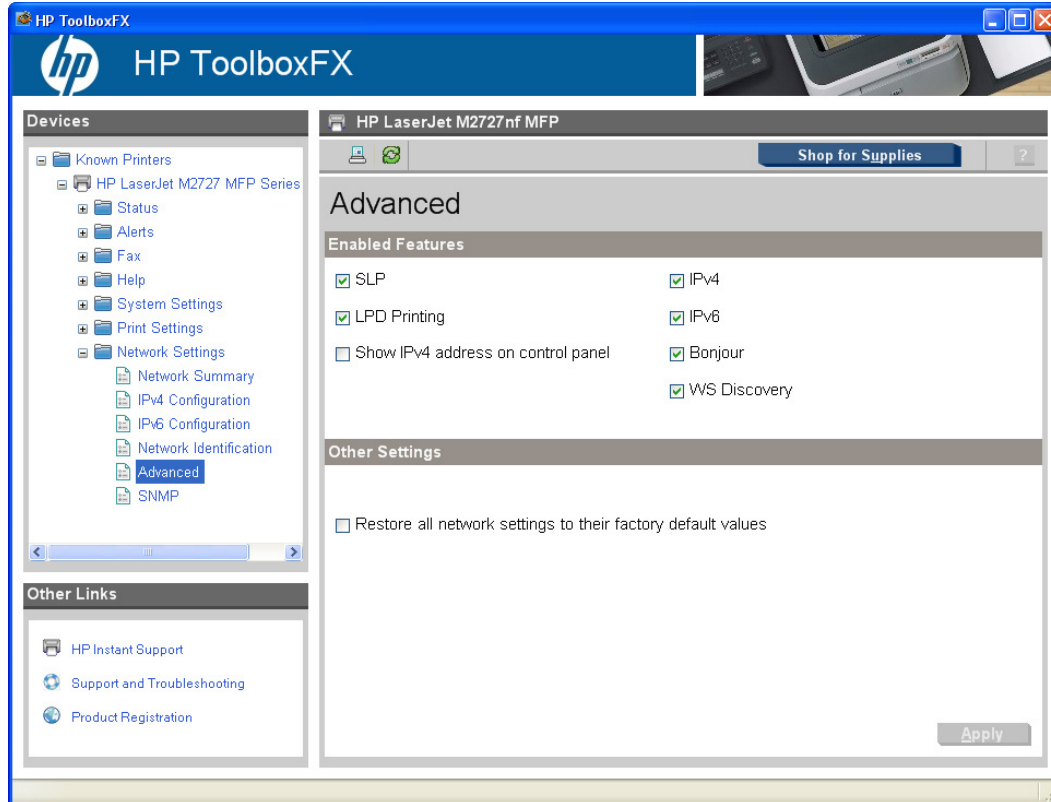 HP ToolboxFX
hp
HP ToolboxFX
Devices
Known Printers
HP LaserJet M2727 MFP Series
Status
Alerts
Fax
Help
System Settings
Print Settings
Network Settings
Network Summary
IPv4 Configuration
IPv6 Configuration
Network Identification
Advanced
SNMP
Other Links
HP Instant Support
Support and Troubleshooting
Product Registration
HP LaserJet M2727nf MFP
Shop for Supplies
?
Advanced
Enabled Features
SLP
IPv4
LPD Printing
IPv6
Show IPv4 address on control panel
Bonjour
WS Discovery
Other Settings
Restore all network settings to their factory default values
Apply